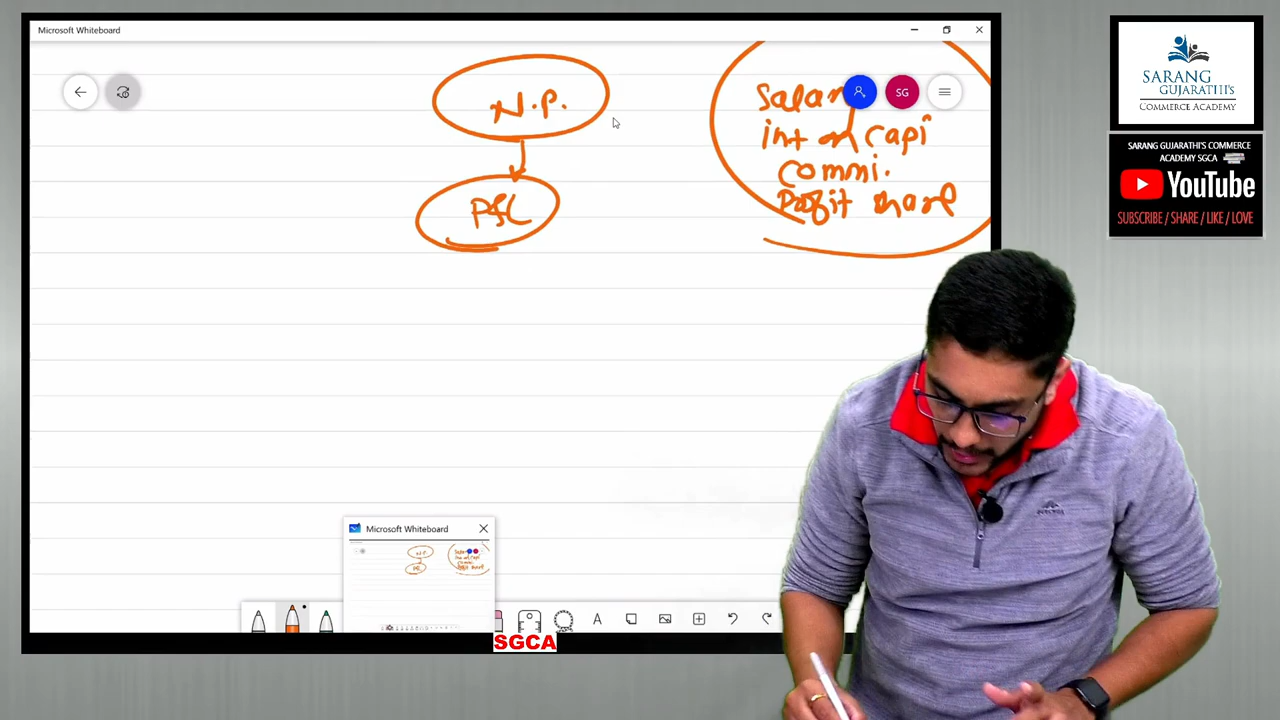 Microsoft Whiteboard
N.P.
SG
Salary
int on capi
commi.
Profit share
SARANG
GUJARATHI'S
COMMERCE ACADEMY
SARANG GUJARATHI'S COMMERCE
ACADEMY SGCA
YouTube
SUBSCRIBE / SHARE / LIKE / LOVE
Microsoft Whiteboard
A
SGCA